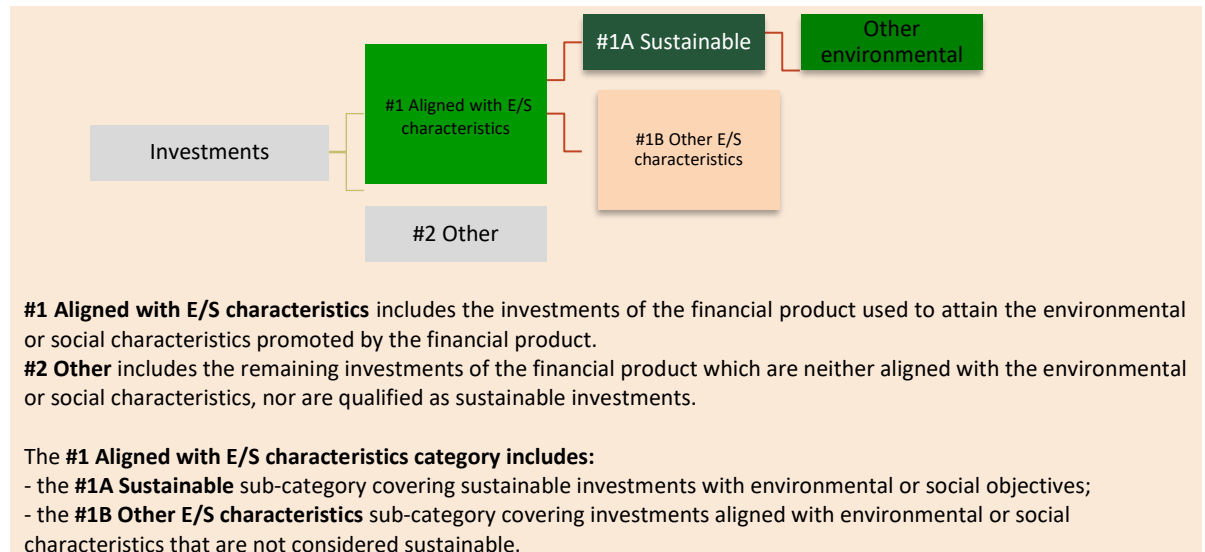 #1A Sustainable
Other
environmental
#1 Aligned with E/S
characteristics
#1B Other E/S
characteristics
Investments
#2 Other
#1 Aligned with E/S characteristics includes the investments of the financial product used to attain the environmental
or social characteristics promoted by the financial product.
#2 Other includes the remaining investments of the financial product which are neither aligned with the environmental
or social characteristics, nor are qualified as sustainable investments.
The #1 Aligned with E/S characteristics category includes:
- the #1A Sustainable sub-category covering sustainable investments with environmental or social objectives;
- the #1B Other E/S characteristics sub-category covering investments aligned with environmental or social
characteristics that are not considered sustainable.